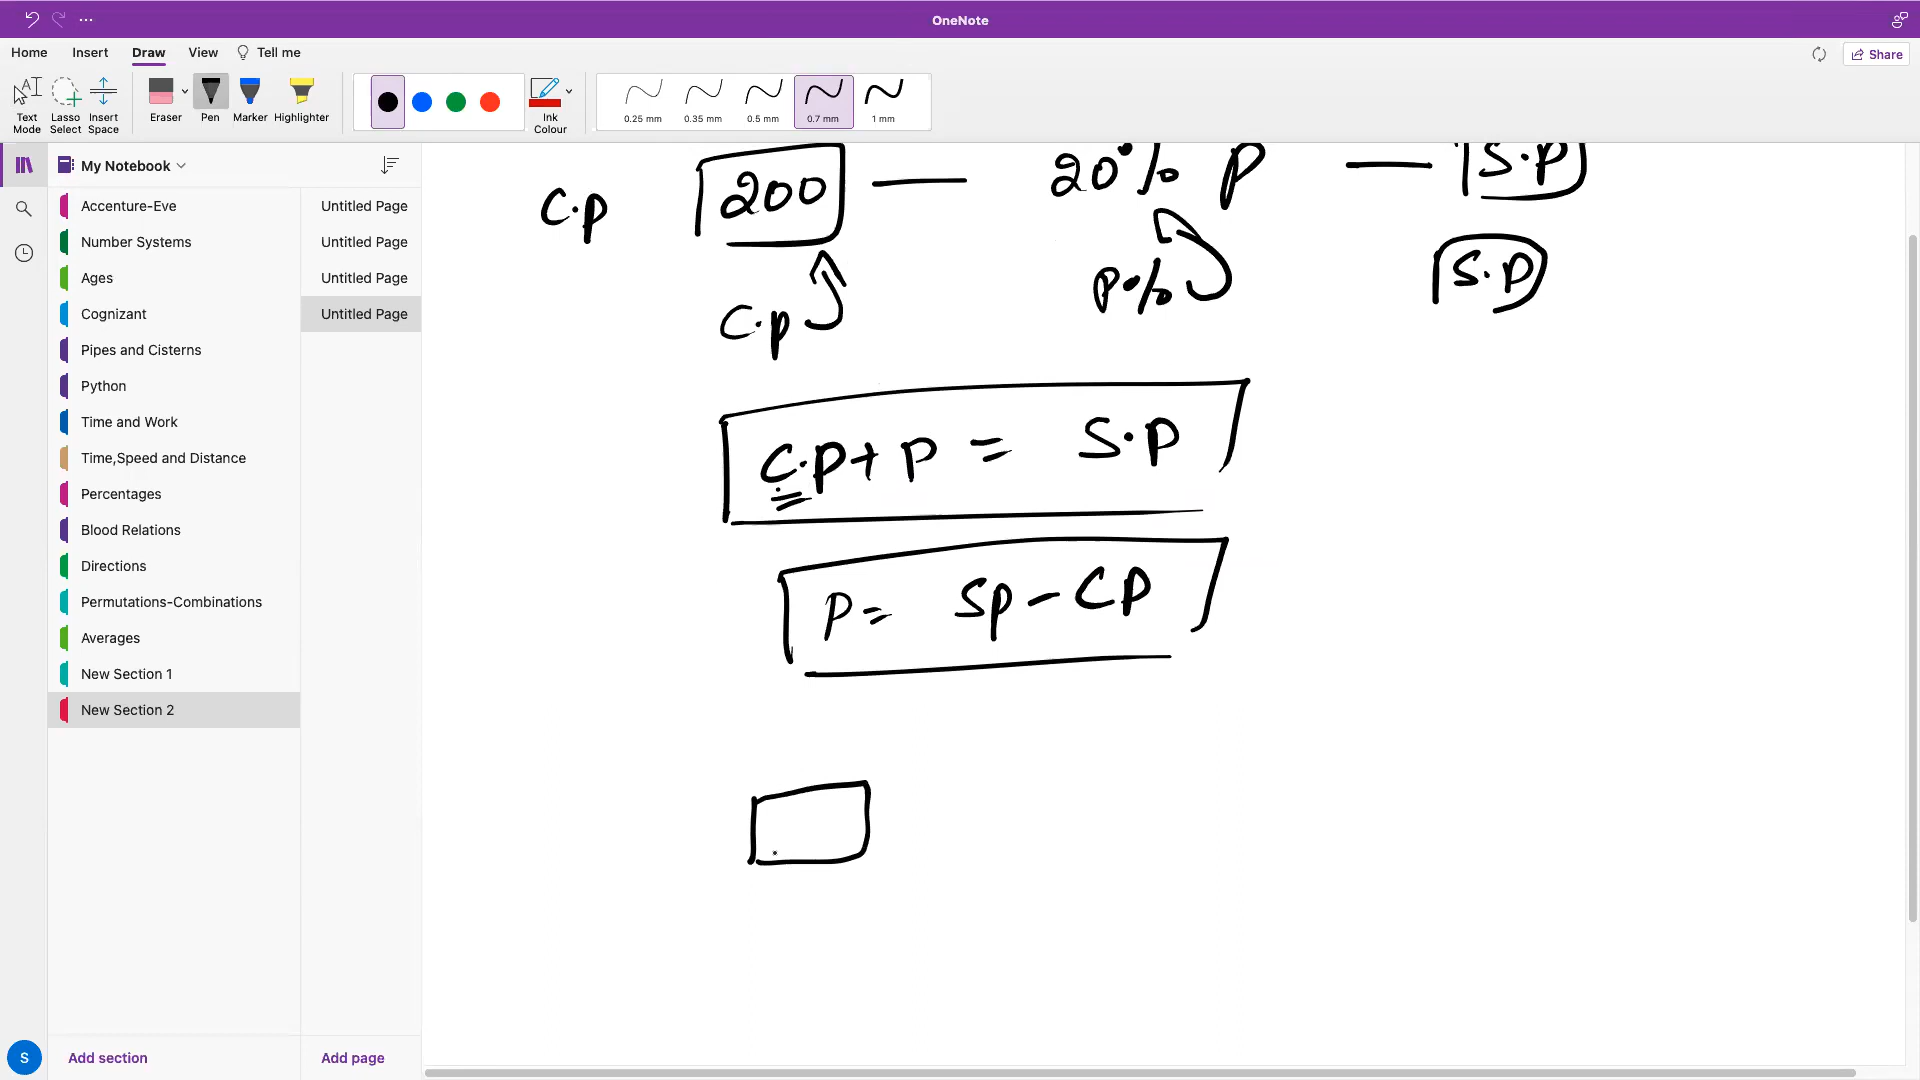 OneNote
Home Insert Draw View Tell me
Share
Text Mode
Lasso Select
Insert Space
Eraser
Pen
Marker
Highlighter
Ink Colour
0.25 mm
0.35 mm
0.5 mm
0.7 mm
1 mm
My Notebook
Accenture-Eve
Number Systems
Ages
Cognizant
Pipes and Cisterns
Python
Time and Work
Time,Speed and Distance
Percentages
Blood Relations
Directions
Permutations-Combinations
Averages
New Section 1
New Section 2
Untitled Page
Untitled Page
Untitled Page
Untitled Page
C.p 200 — 20% P — S.P
C.p P% S.P
C.p + P = S.P
P = SP - CP
S
Add section
Add page